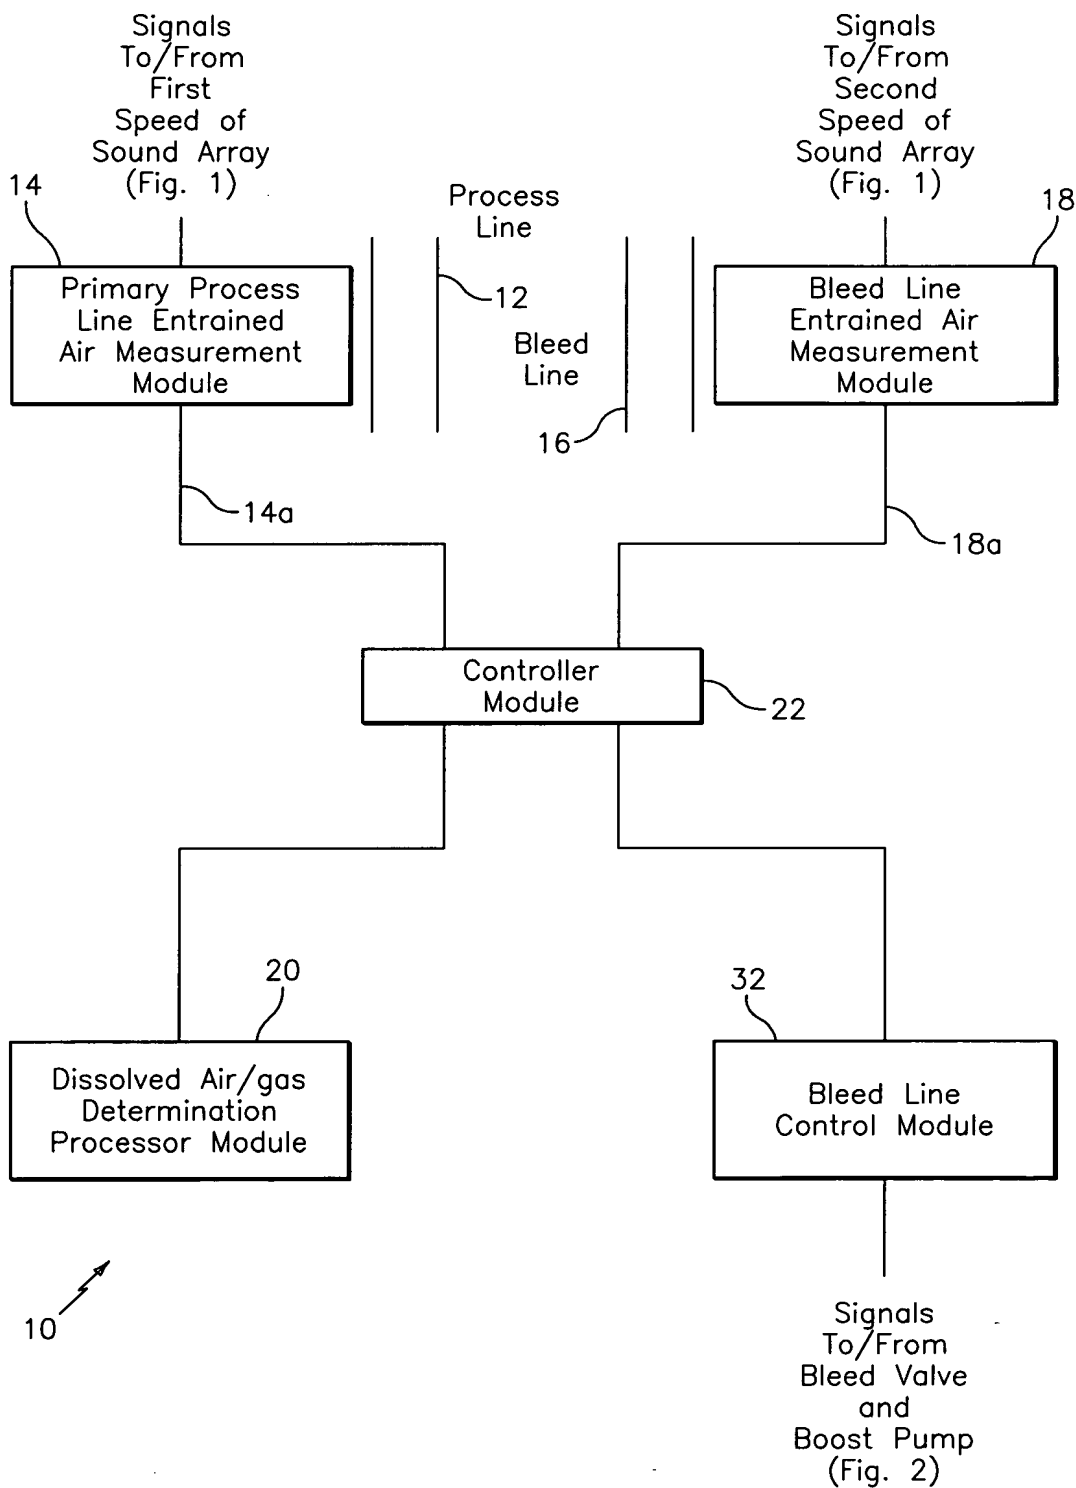 Signals
To/From
First
Speed of
Sound Array
(Fig. 1)
Signals
To/From
Second
Speed of
Sound Array
(Fig. 1)
14
Process
Line
18
Primary Process
Line Entrained
Air Measurement
Module
12
Bleed
Line
16
Bleed Line
Entrained Air
Measurement
Module
14a
18a
Controller
Module
22
20
32
Dissolved Air/gas
Determination
Processor Module
Bleed Line
Control Module
10
Signals
To/From
Bleed Valve
and
Boost Pump
(Fig. 2)